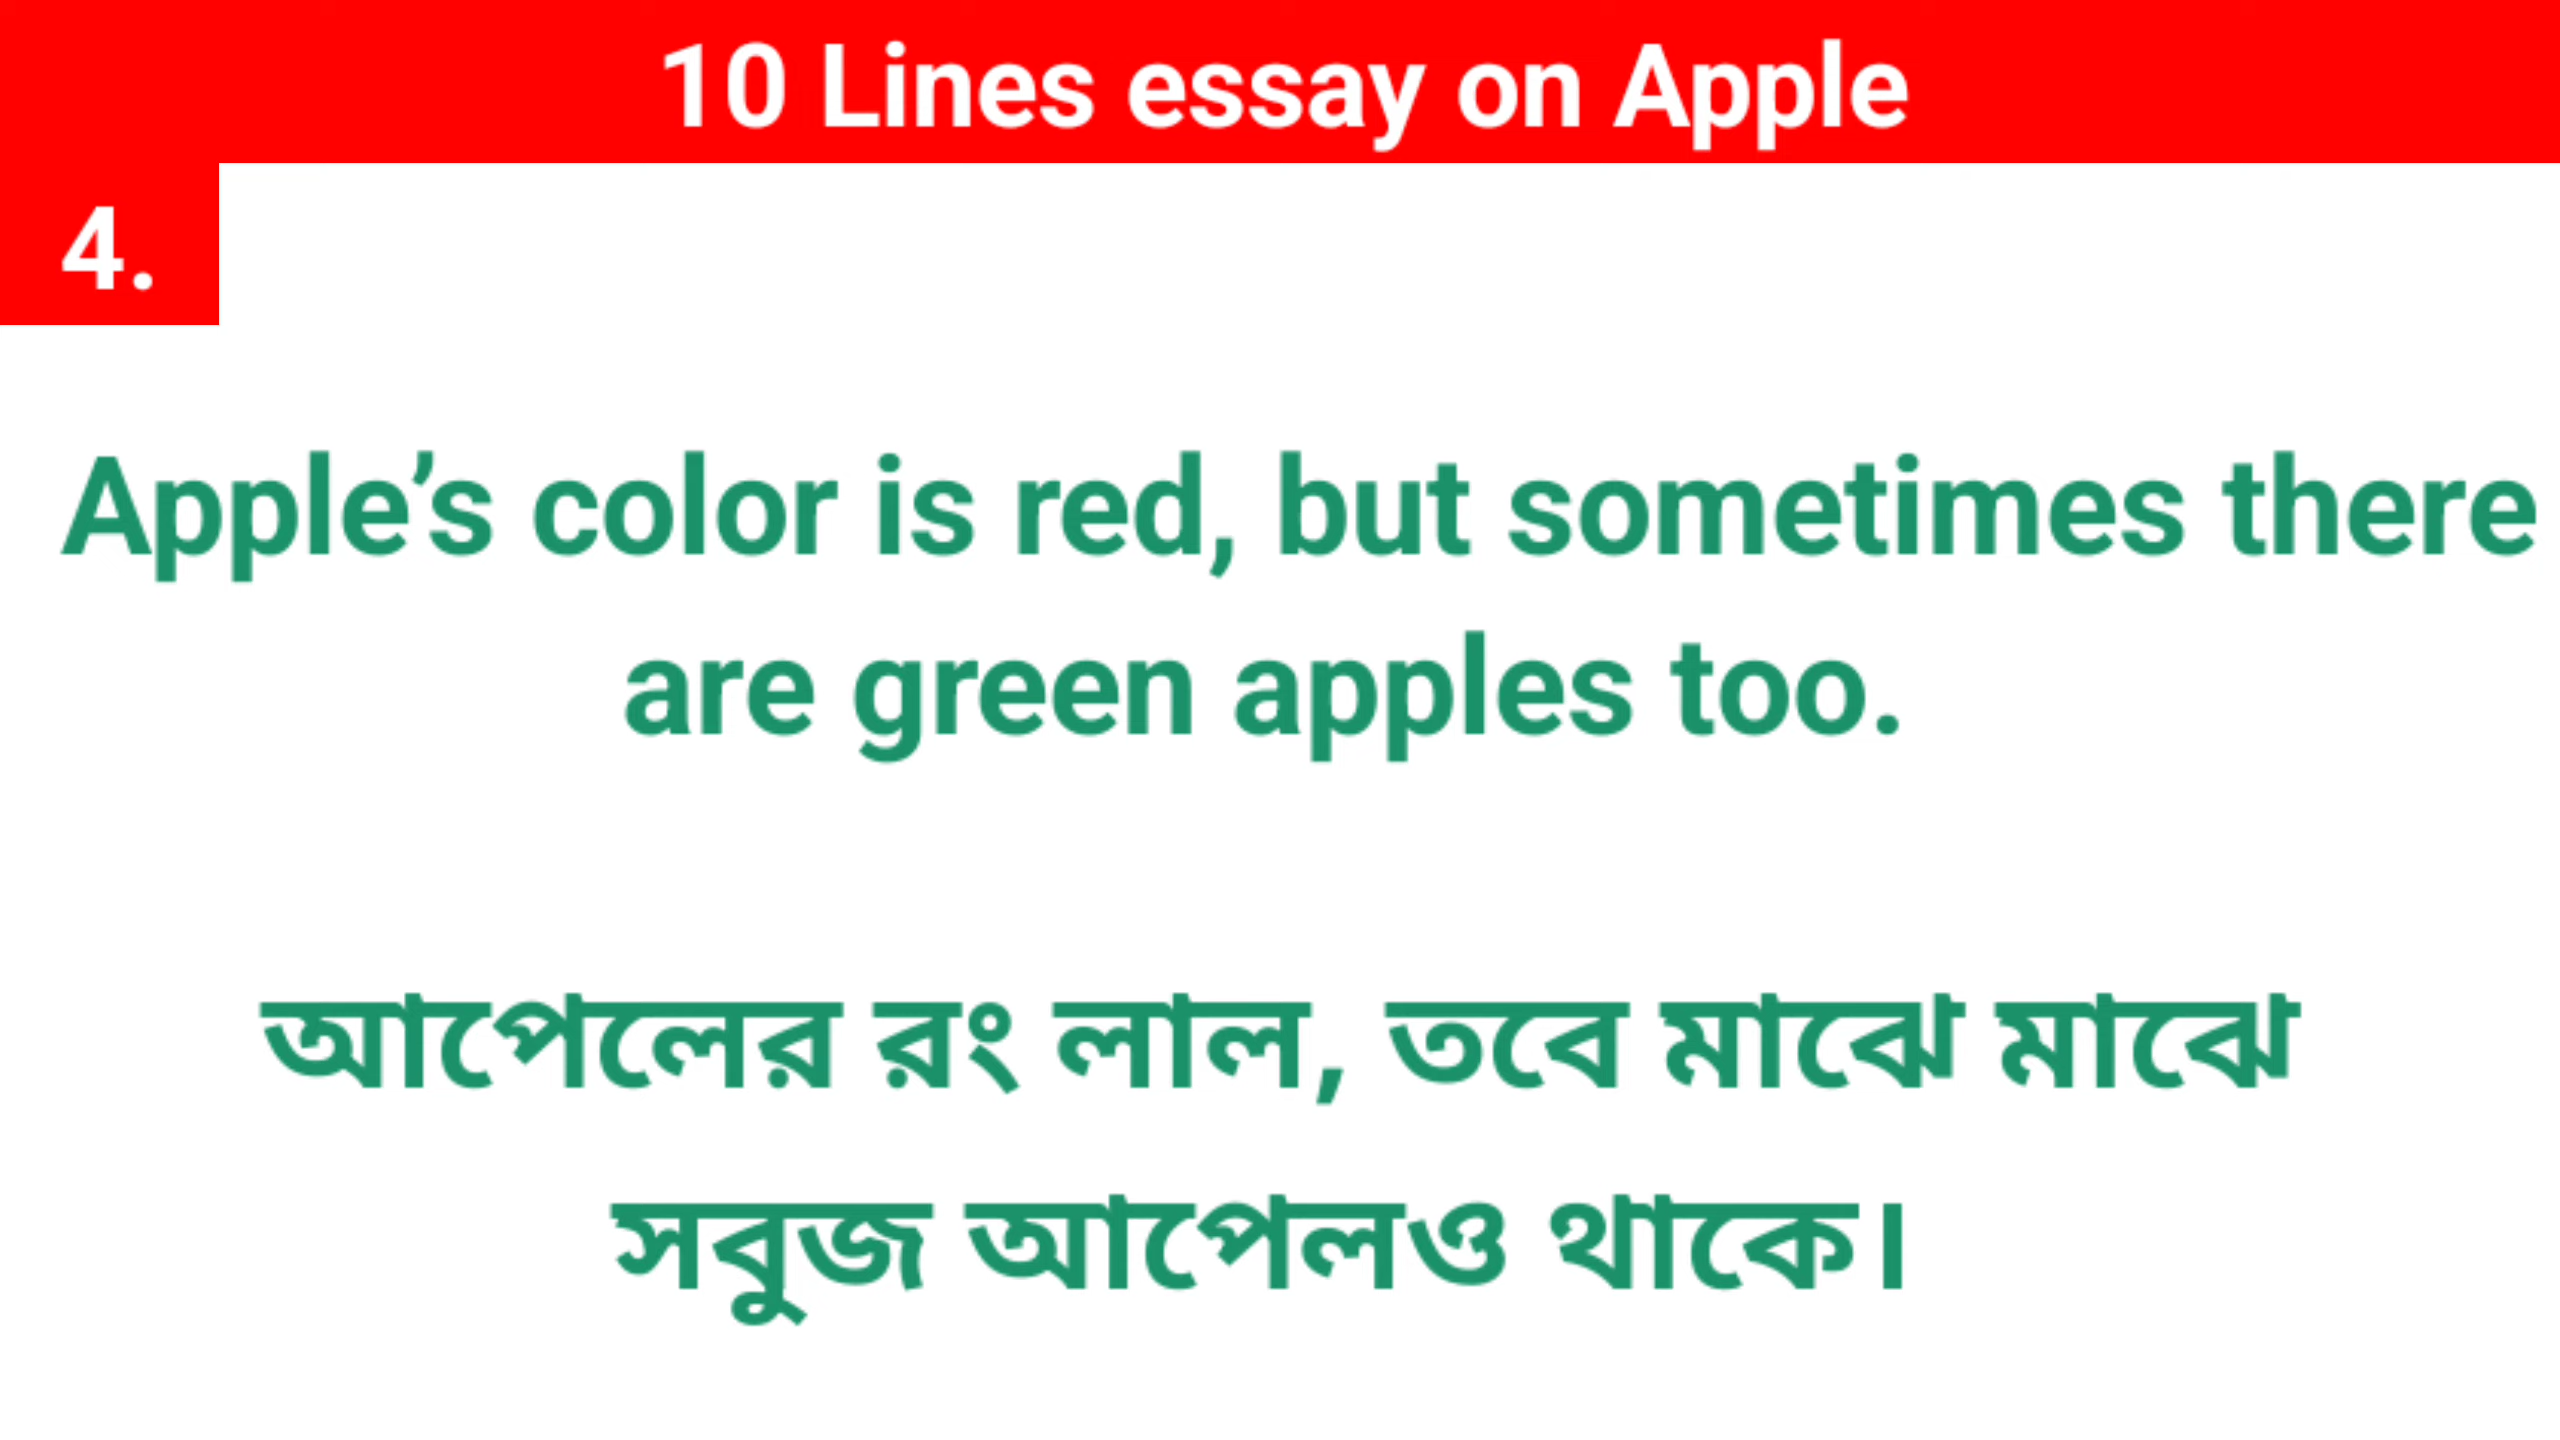 10 Lines essay on Apple
4.
Apple’s color is red, but sometimes there
are green apples too.
আপেলের রং লাল, তবে মাঝে মাঝে
সবুজ আপেলও থাকে।